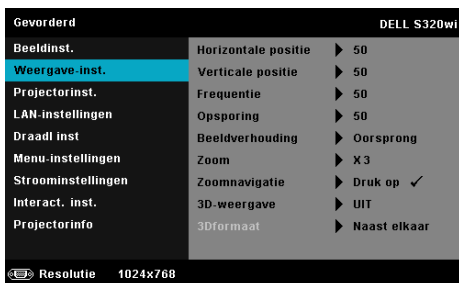 Gevorderd DELL S320wi
Beeldinst. Horizontale positie 50
Weergave-inst. Verticale positie 50
Projectorinst. Frequentie 50
LAN-instellingen Opsporing 50
Draadl inst Beeldverhouding Oorsprong
Menu-instellingen Zoom X3
Stroominstellingen Zoomnavigatie Druk op ✓
Interact. inst. 3D-weergave UIT
Projectorinfo 3Dformaat Naast elkaar
Resolutie 1024x768